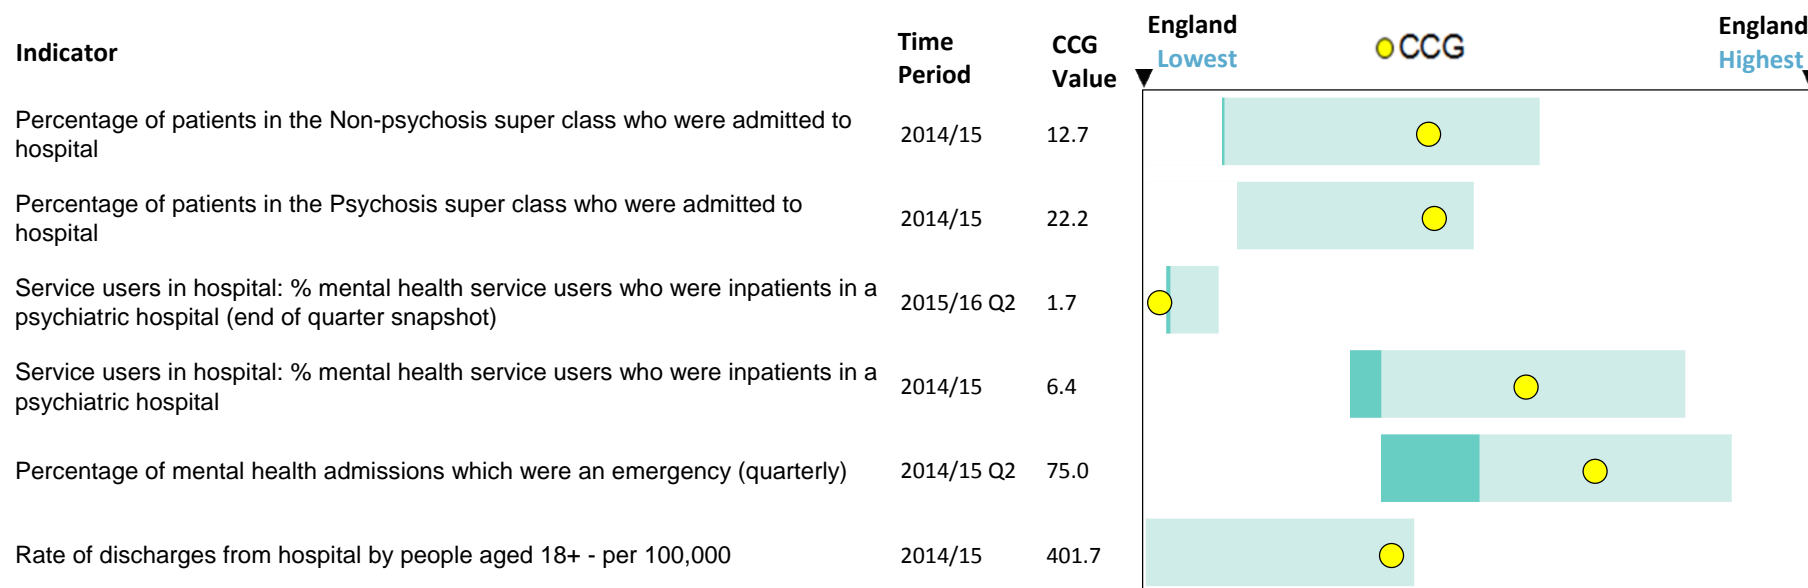 Indicator
Time
Period
CCG
Value
England
Lowest
CCG
England
Highest
Percentage of patients in the Non-psychosis super class who were admitted to
hospital
2014/15
12.7
Percentage of patients in the Psychosis super class who were admitted to
hospital
2014/15
22.2
Service users in hospital: % mental health service users who were inpatients in a
psychiatric hospital (end of quarter snapshot)
2015/16 Q2
1.7
Service users in hospital: % mental health service users who were inpatients in a
psychiatric hospital
2014/15
6.4
Percentage of mental health admissions which were an emergency (quarterly)
2014/15 Q2
75.0
Rate of discharges from hospital by people aged 18+ - per 100,000
2014/15
401.7